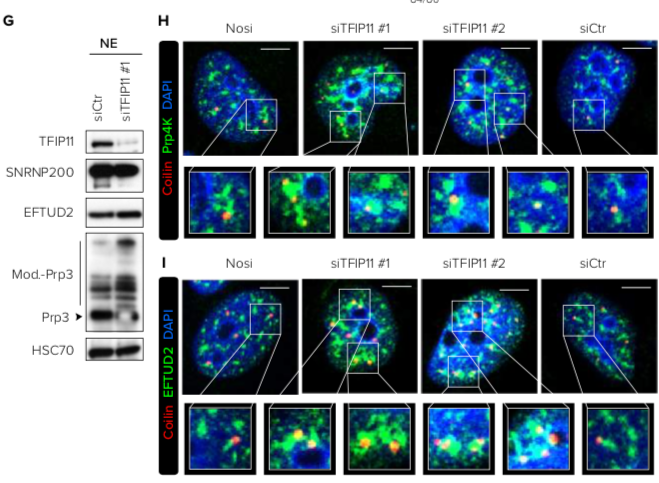 G
NE
siCtr
siTFIP11 #1
TFIP11
SNRNP200
EFTUD2
Mod.-Prp3
Prp3
HSC70
H
Nosi
siTFIP11 #1
siTFIP11 #2
siCtr
Coilin Prp4K DAPI
I
Nosi
siTFIP11 #1
siTFIP11 #2
siCtr
Coilin EFTUD2 DAPI